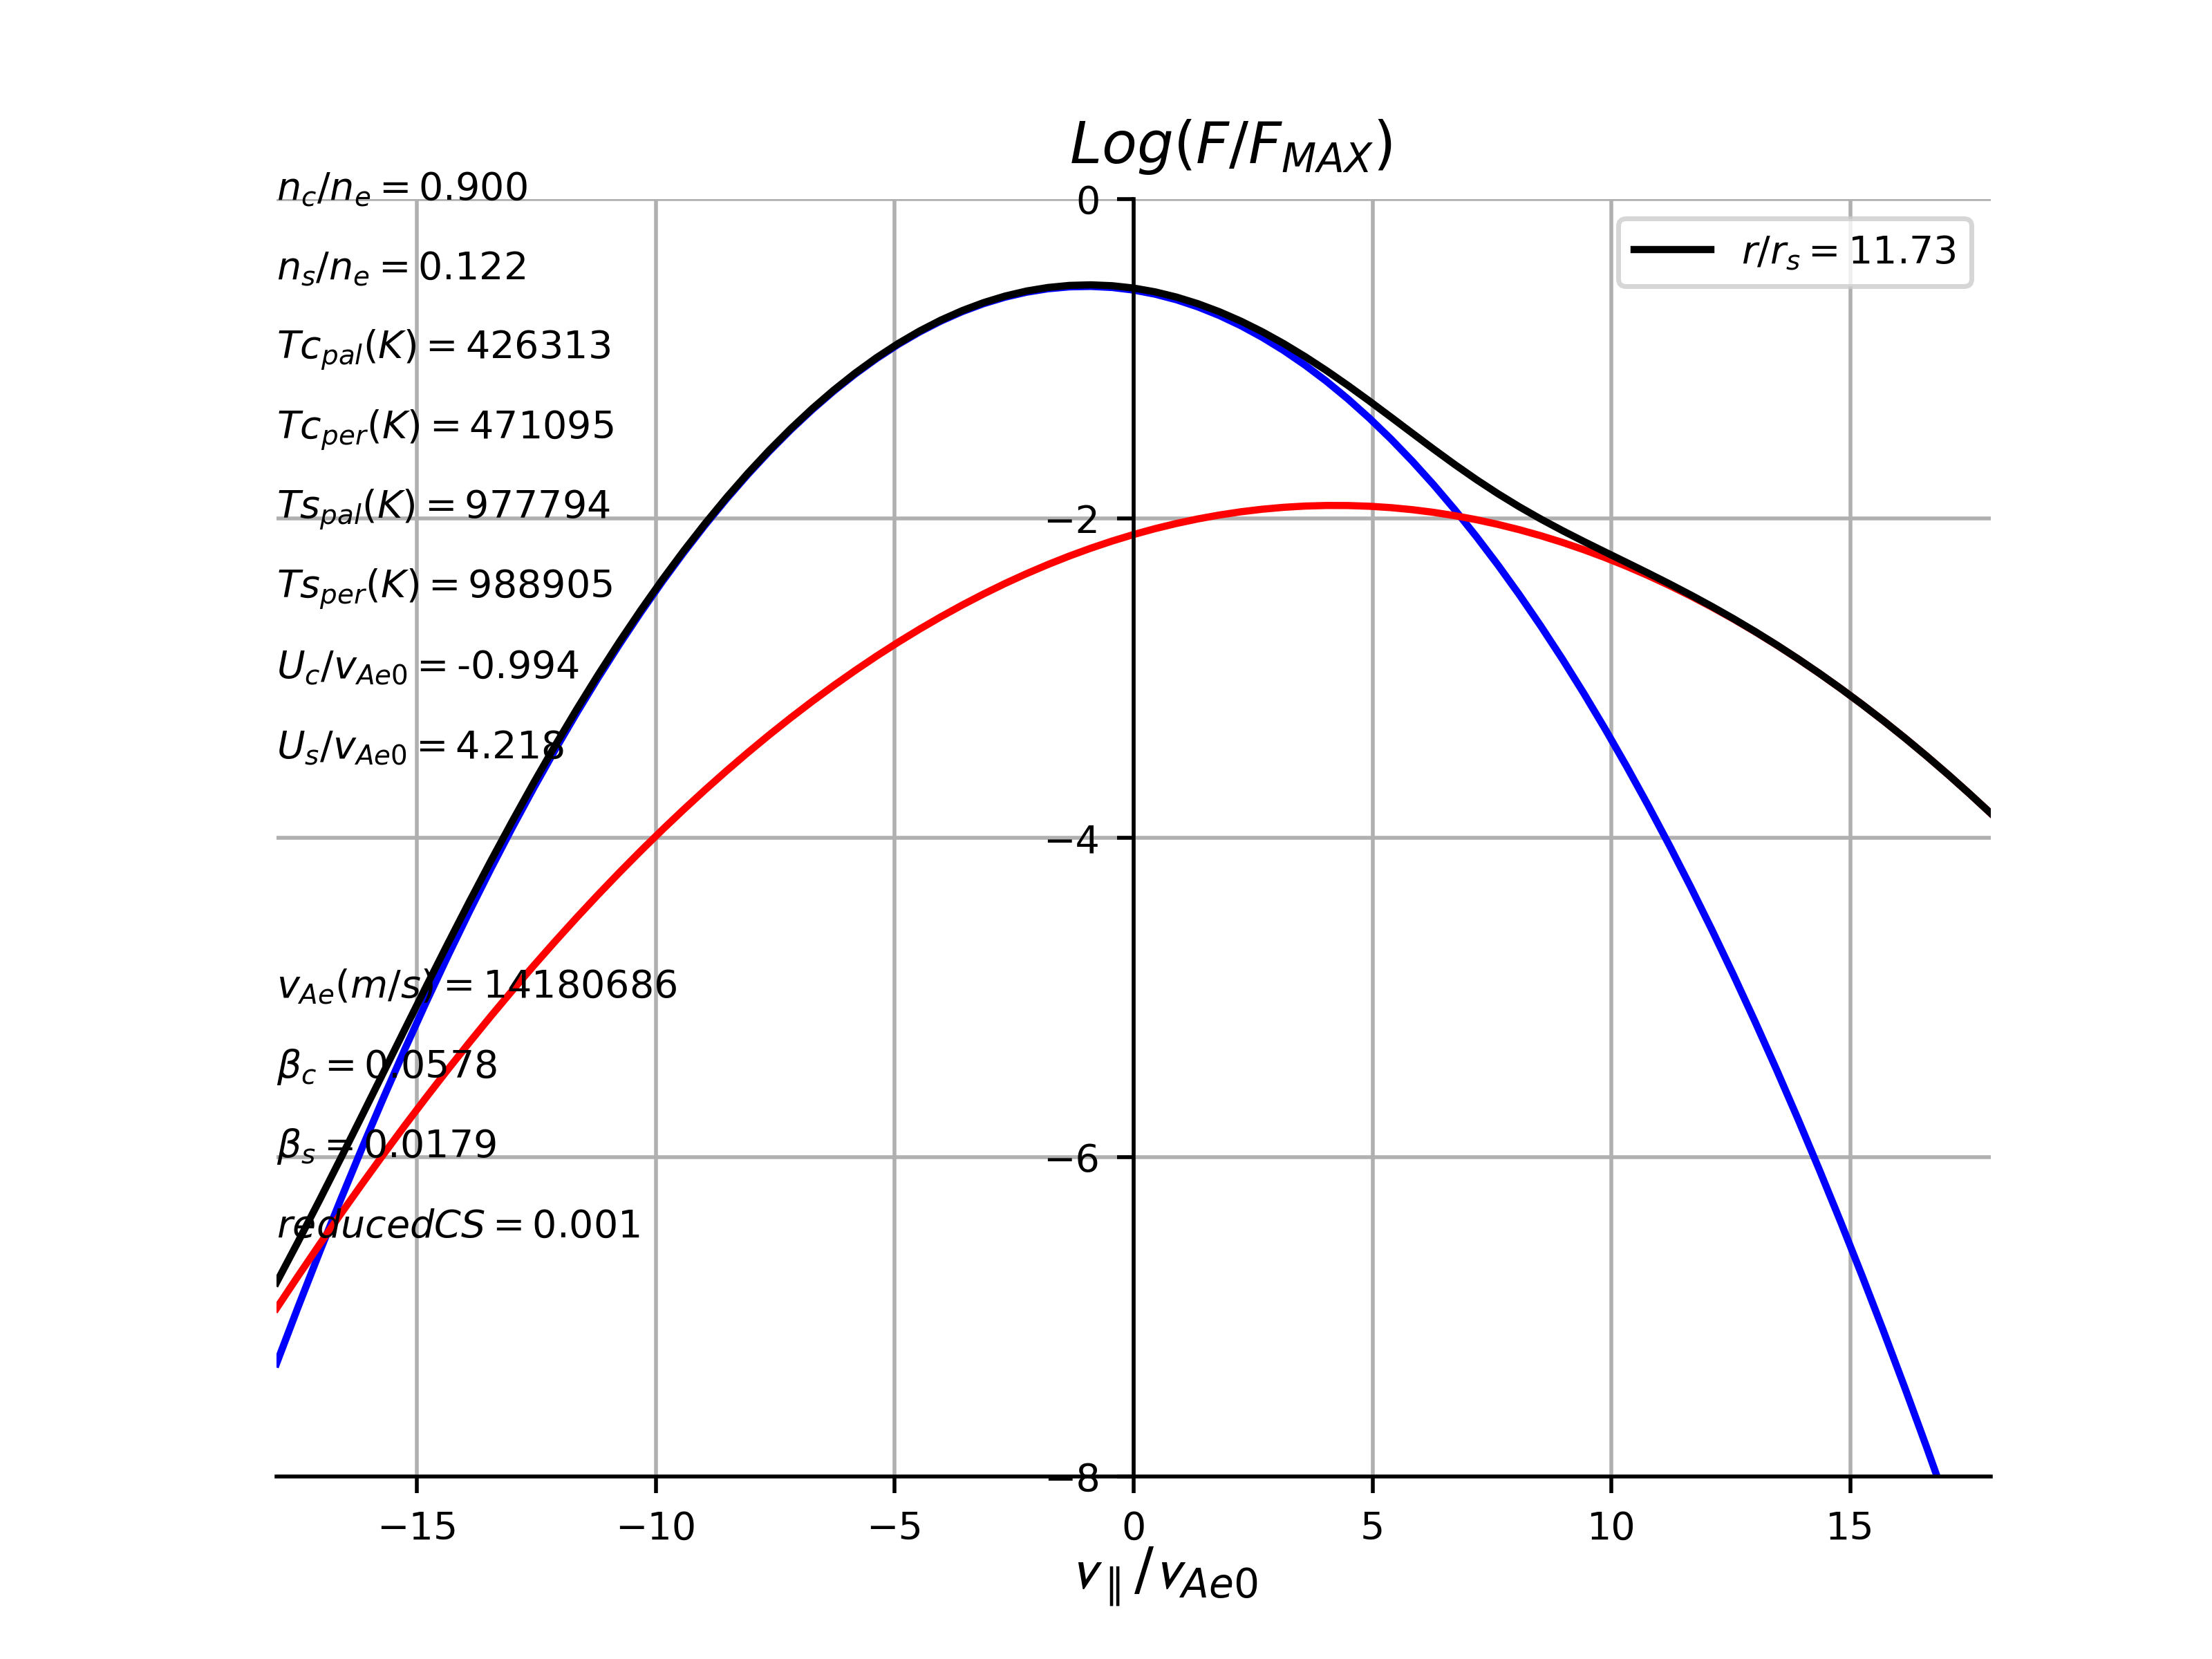 Log(F/F_MAX)
n_c/n_e = 0.900
0
r/r_s = 11.73
n_s/n_e = 0.122
Tc_pal(K) = 426313
Tc_per(K) = 471095
Ts_pal(K) = 977794
−2
Ts_per(K) = 988905
U_c/v_Ae0 = -0.994
U_s/v_Ae0 = 4.218
−4
v_Ae(m/s) = 14180686
β_c = 0.0578
β_s = 0.0179
−6
reducedCS = 0.001
−8
−15 −10 −5 0 5 10 15
v_∥/v_Ae0